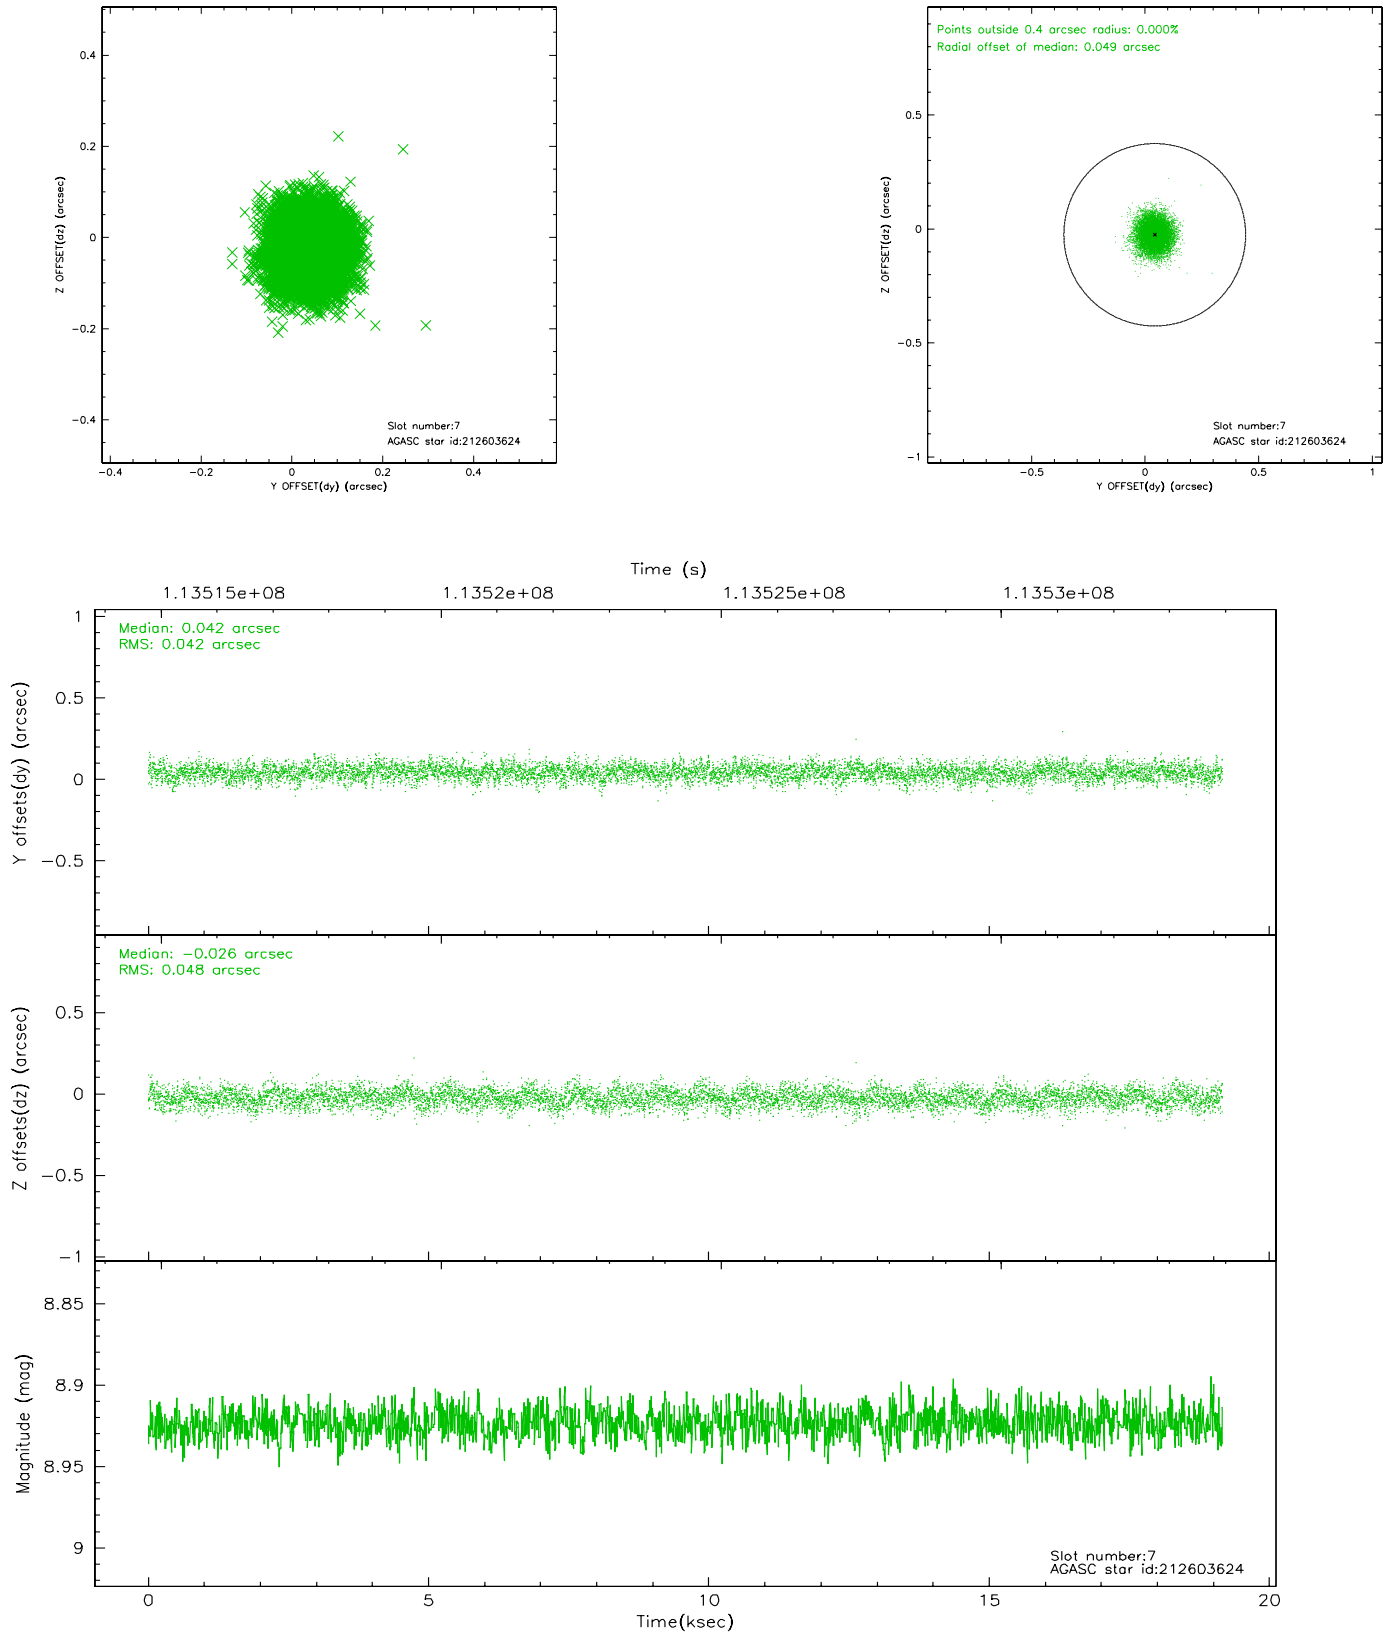 0.4
0.2
0
−0.2
−0.4
Z OFFSET(dz) (arcsec)
−0.4 −0.2 0 0.2 0.4
Y OFFSET(dy) (arcsec)
Slot number:7
AGASC star id:212603624
Points outside 0.4 arcsec radius: 0.000%
Radial offset of median: 0.049 arcsec
0.5
0
−0.5
−1
Z OFFSET(dz) (arcsec)
−0.5 0 0.5 1
Y OFFSET(dy) (arcsec)
Slot number:7
AGASC star id:212603624
Time (s)
1.13515e+08 1.1352e+08 1.13525e+08 1.1353e+08
Median: 0.042 arcsec
RMS: 0.042 arcsec
1
0.5
0
−0.5
Y offsets(dy) (arcsec)
Median: −0.026 arcsec
RMS: 0.048 arcsec
0.5
0
−0.5
−1
Z offsets(dz) (arcsec)
8.85
8.9
8.95
9
Magnitude (mag)
Slot number:7
AGASC star id:212603624
0 5 10 15 20
Time(ksec)